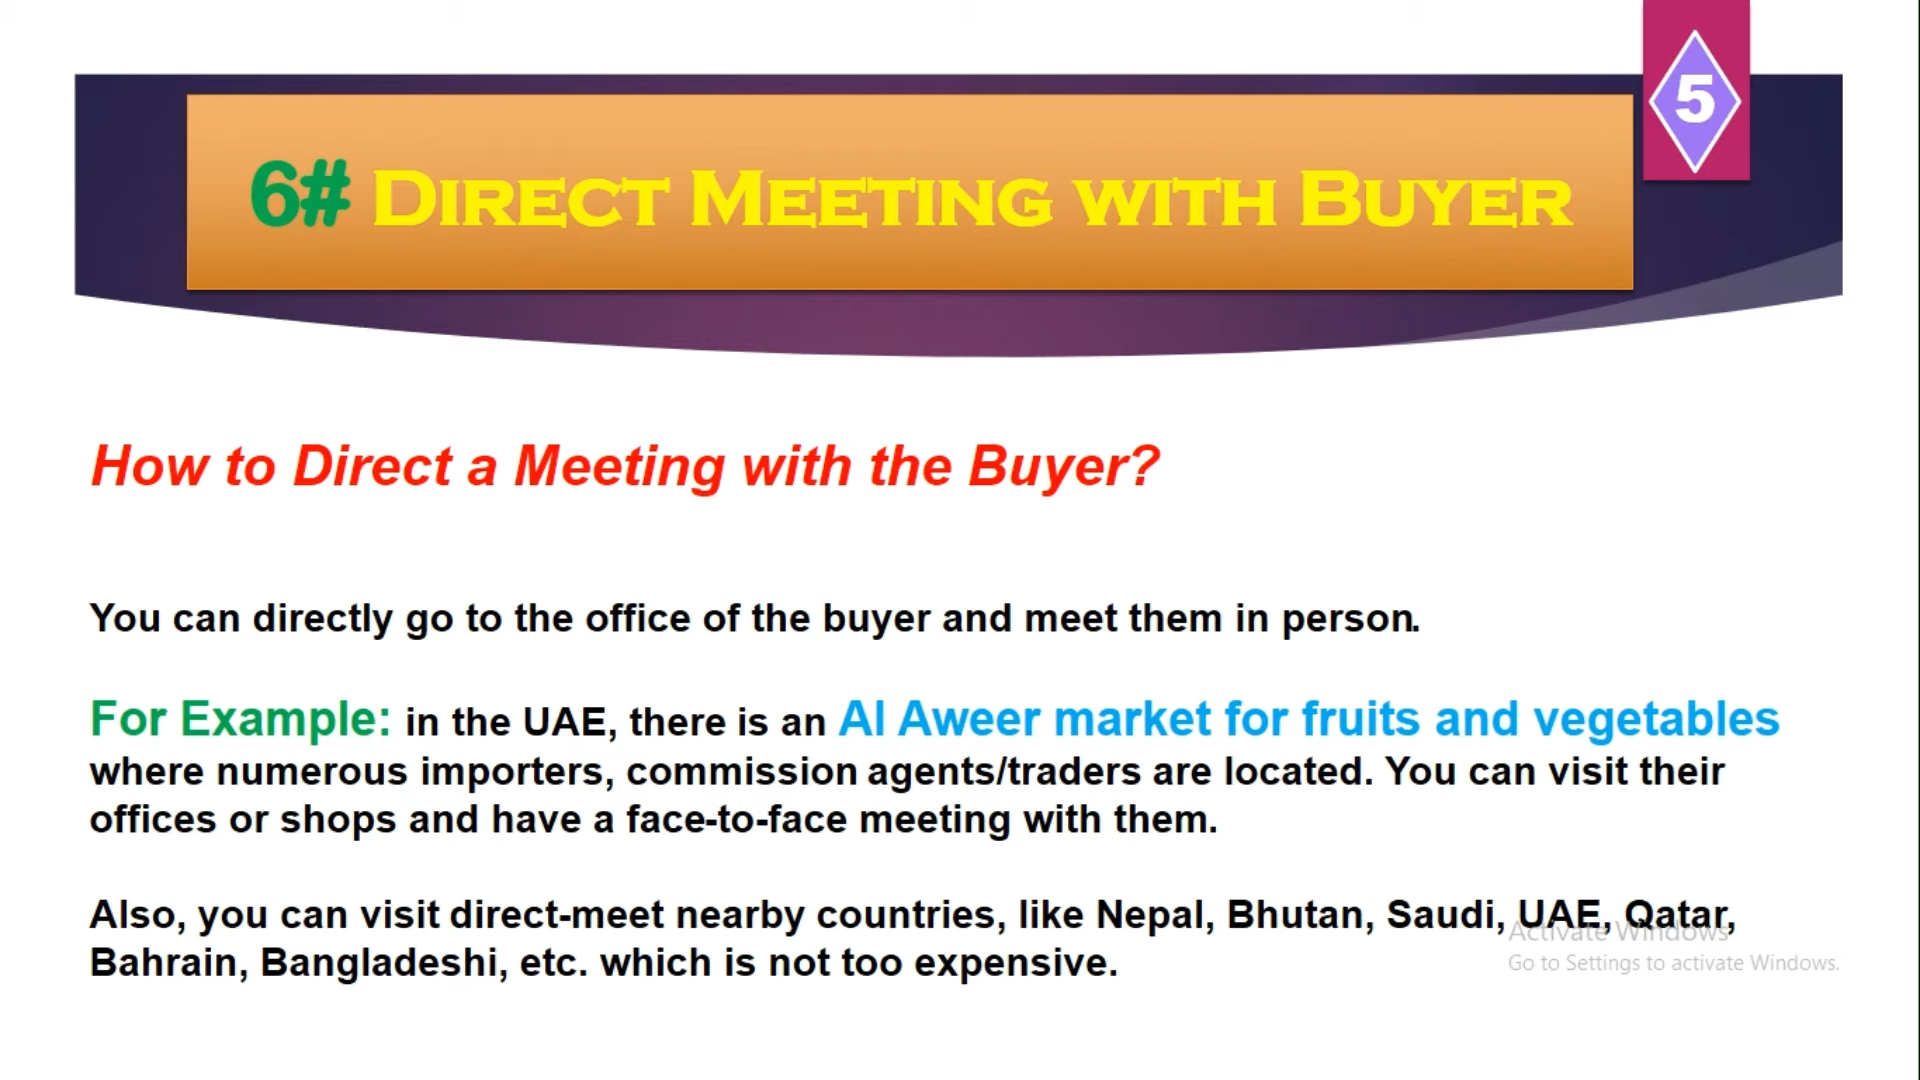 5
6# Direct Meeting with Buyer
How to Direct a Meeting with the Buyer?
You can directly go to the office of the buyer and meet them in person.
For Example: in the UAE, there is an Al Aweer market for fruits and vegetables
where numerous importers, commission agents/traders are located. You can visit their
offices or shops and have a face-to-face meeting with them.
Also, you can visit direct-meet nearby countries, like Nepal, Bhutan, Saudi, UAE, Qatar,
Bahrain, Bangladeshi, etc. which is not too expensive.
Activate Windows
Go to Settings to activate Windows.